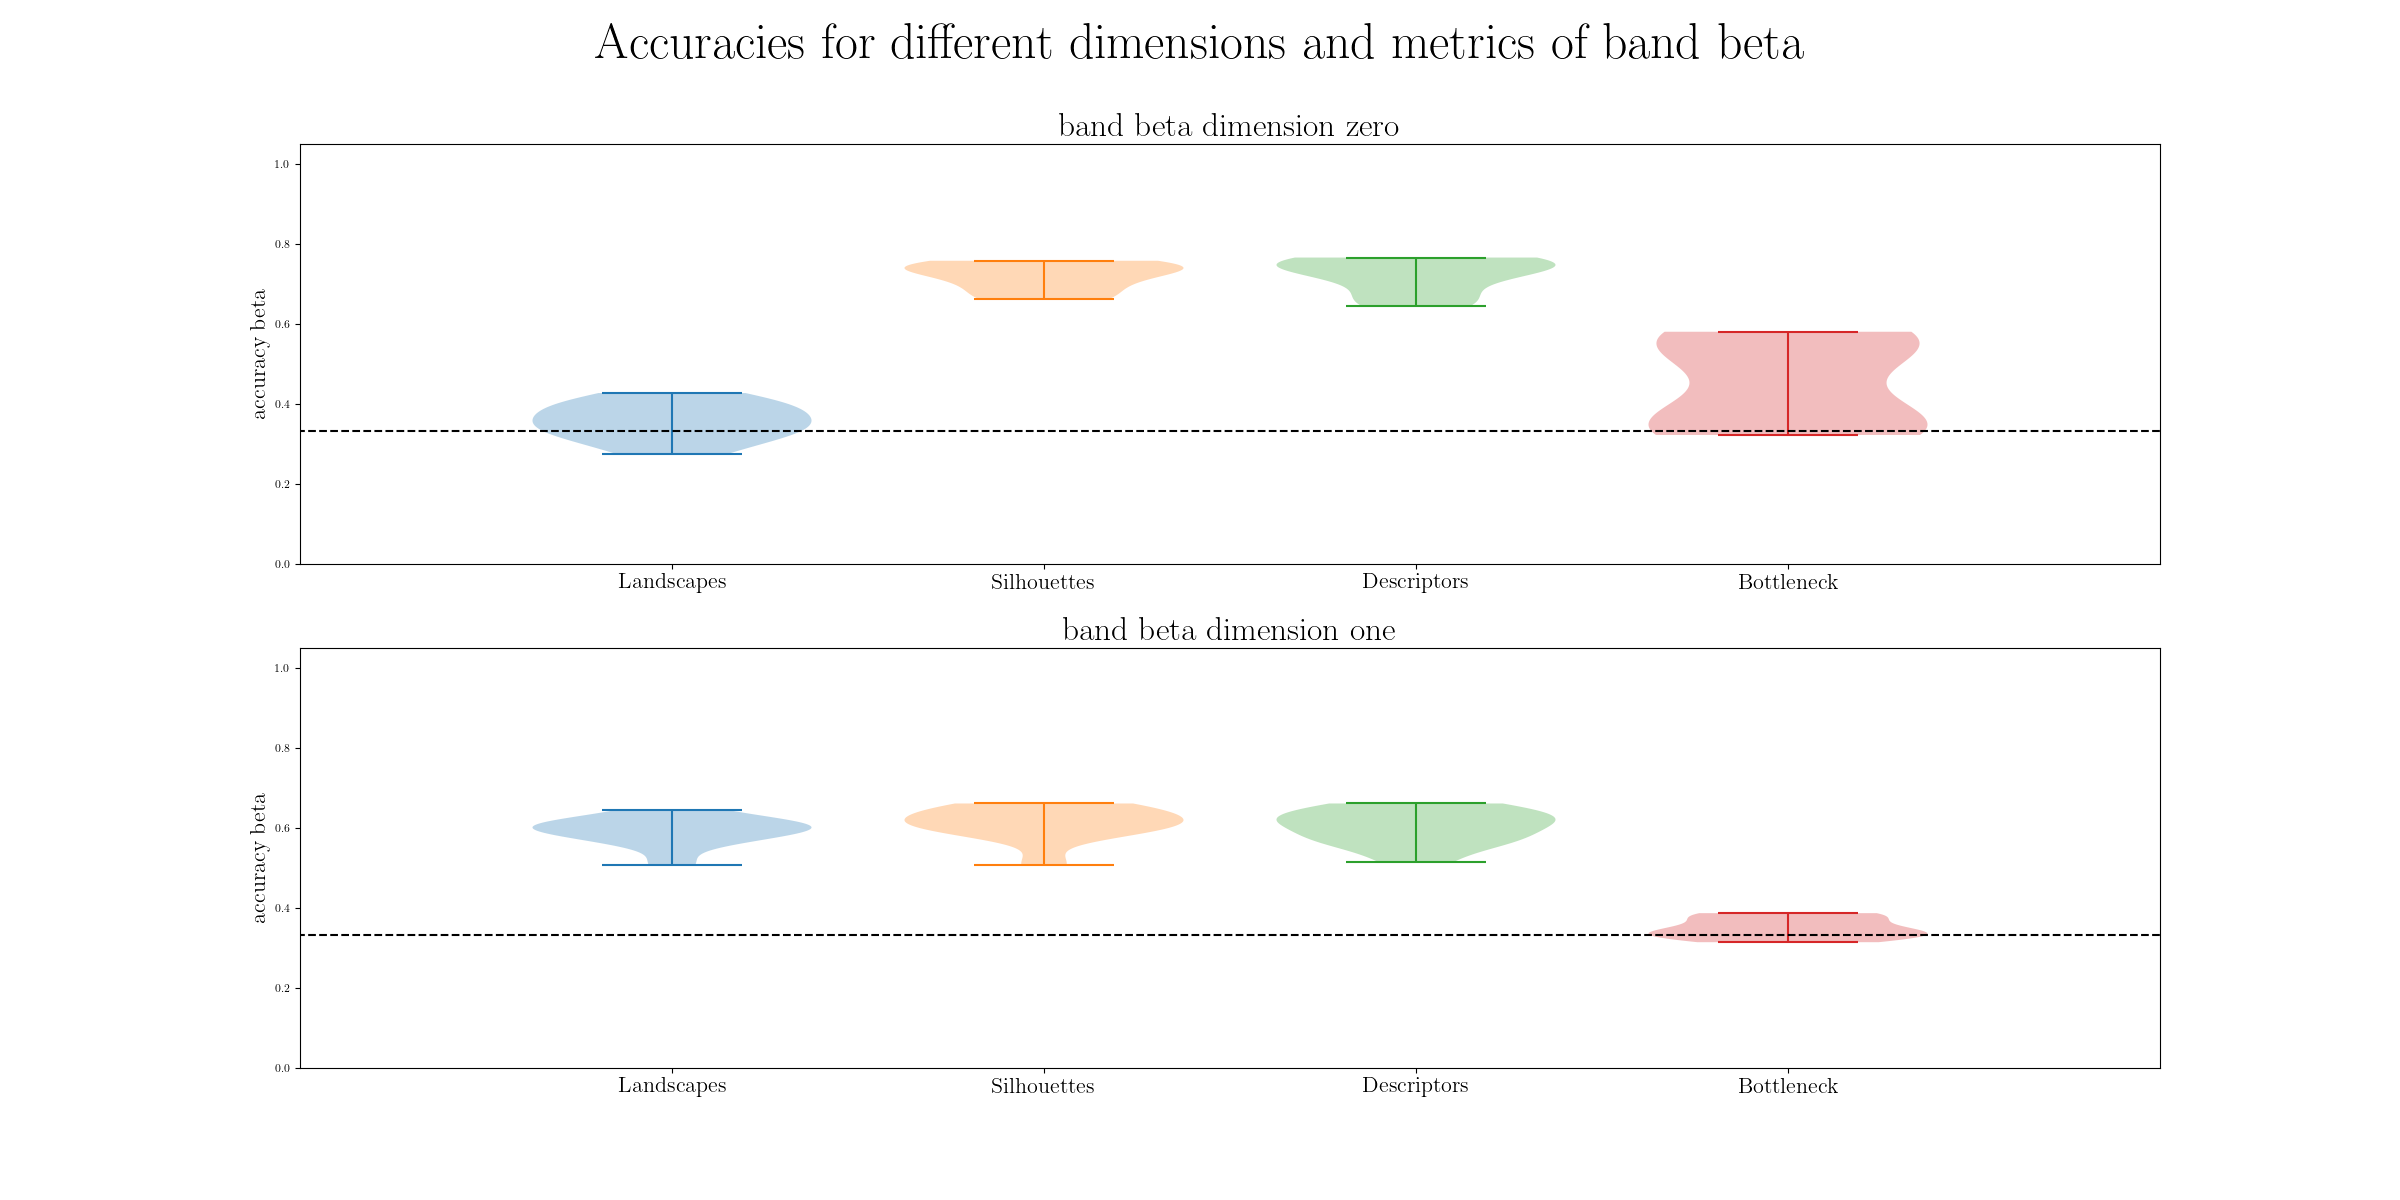 Accuracies for different dimensions and metrics of band beta
band beta dimension zero
1.0
0.8
0.6
0.4
0.2
0.0
accuracy beta
Landscapes Silhouettes Descriptors Bottleneck
band beta dimension one
1.0
0.8
0.6
0.4
0.2
0.0
accuracy beta
Landscapes Silhouettes Descriptors Bottleneck